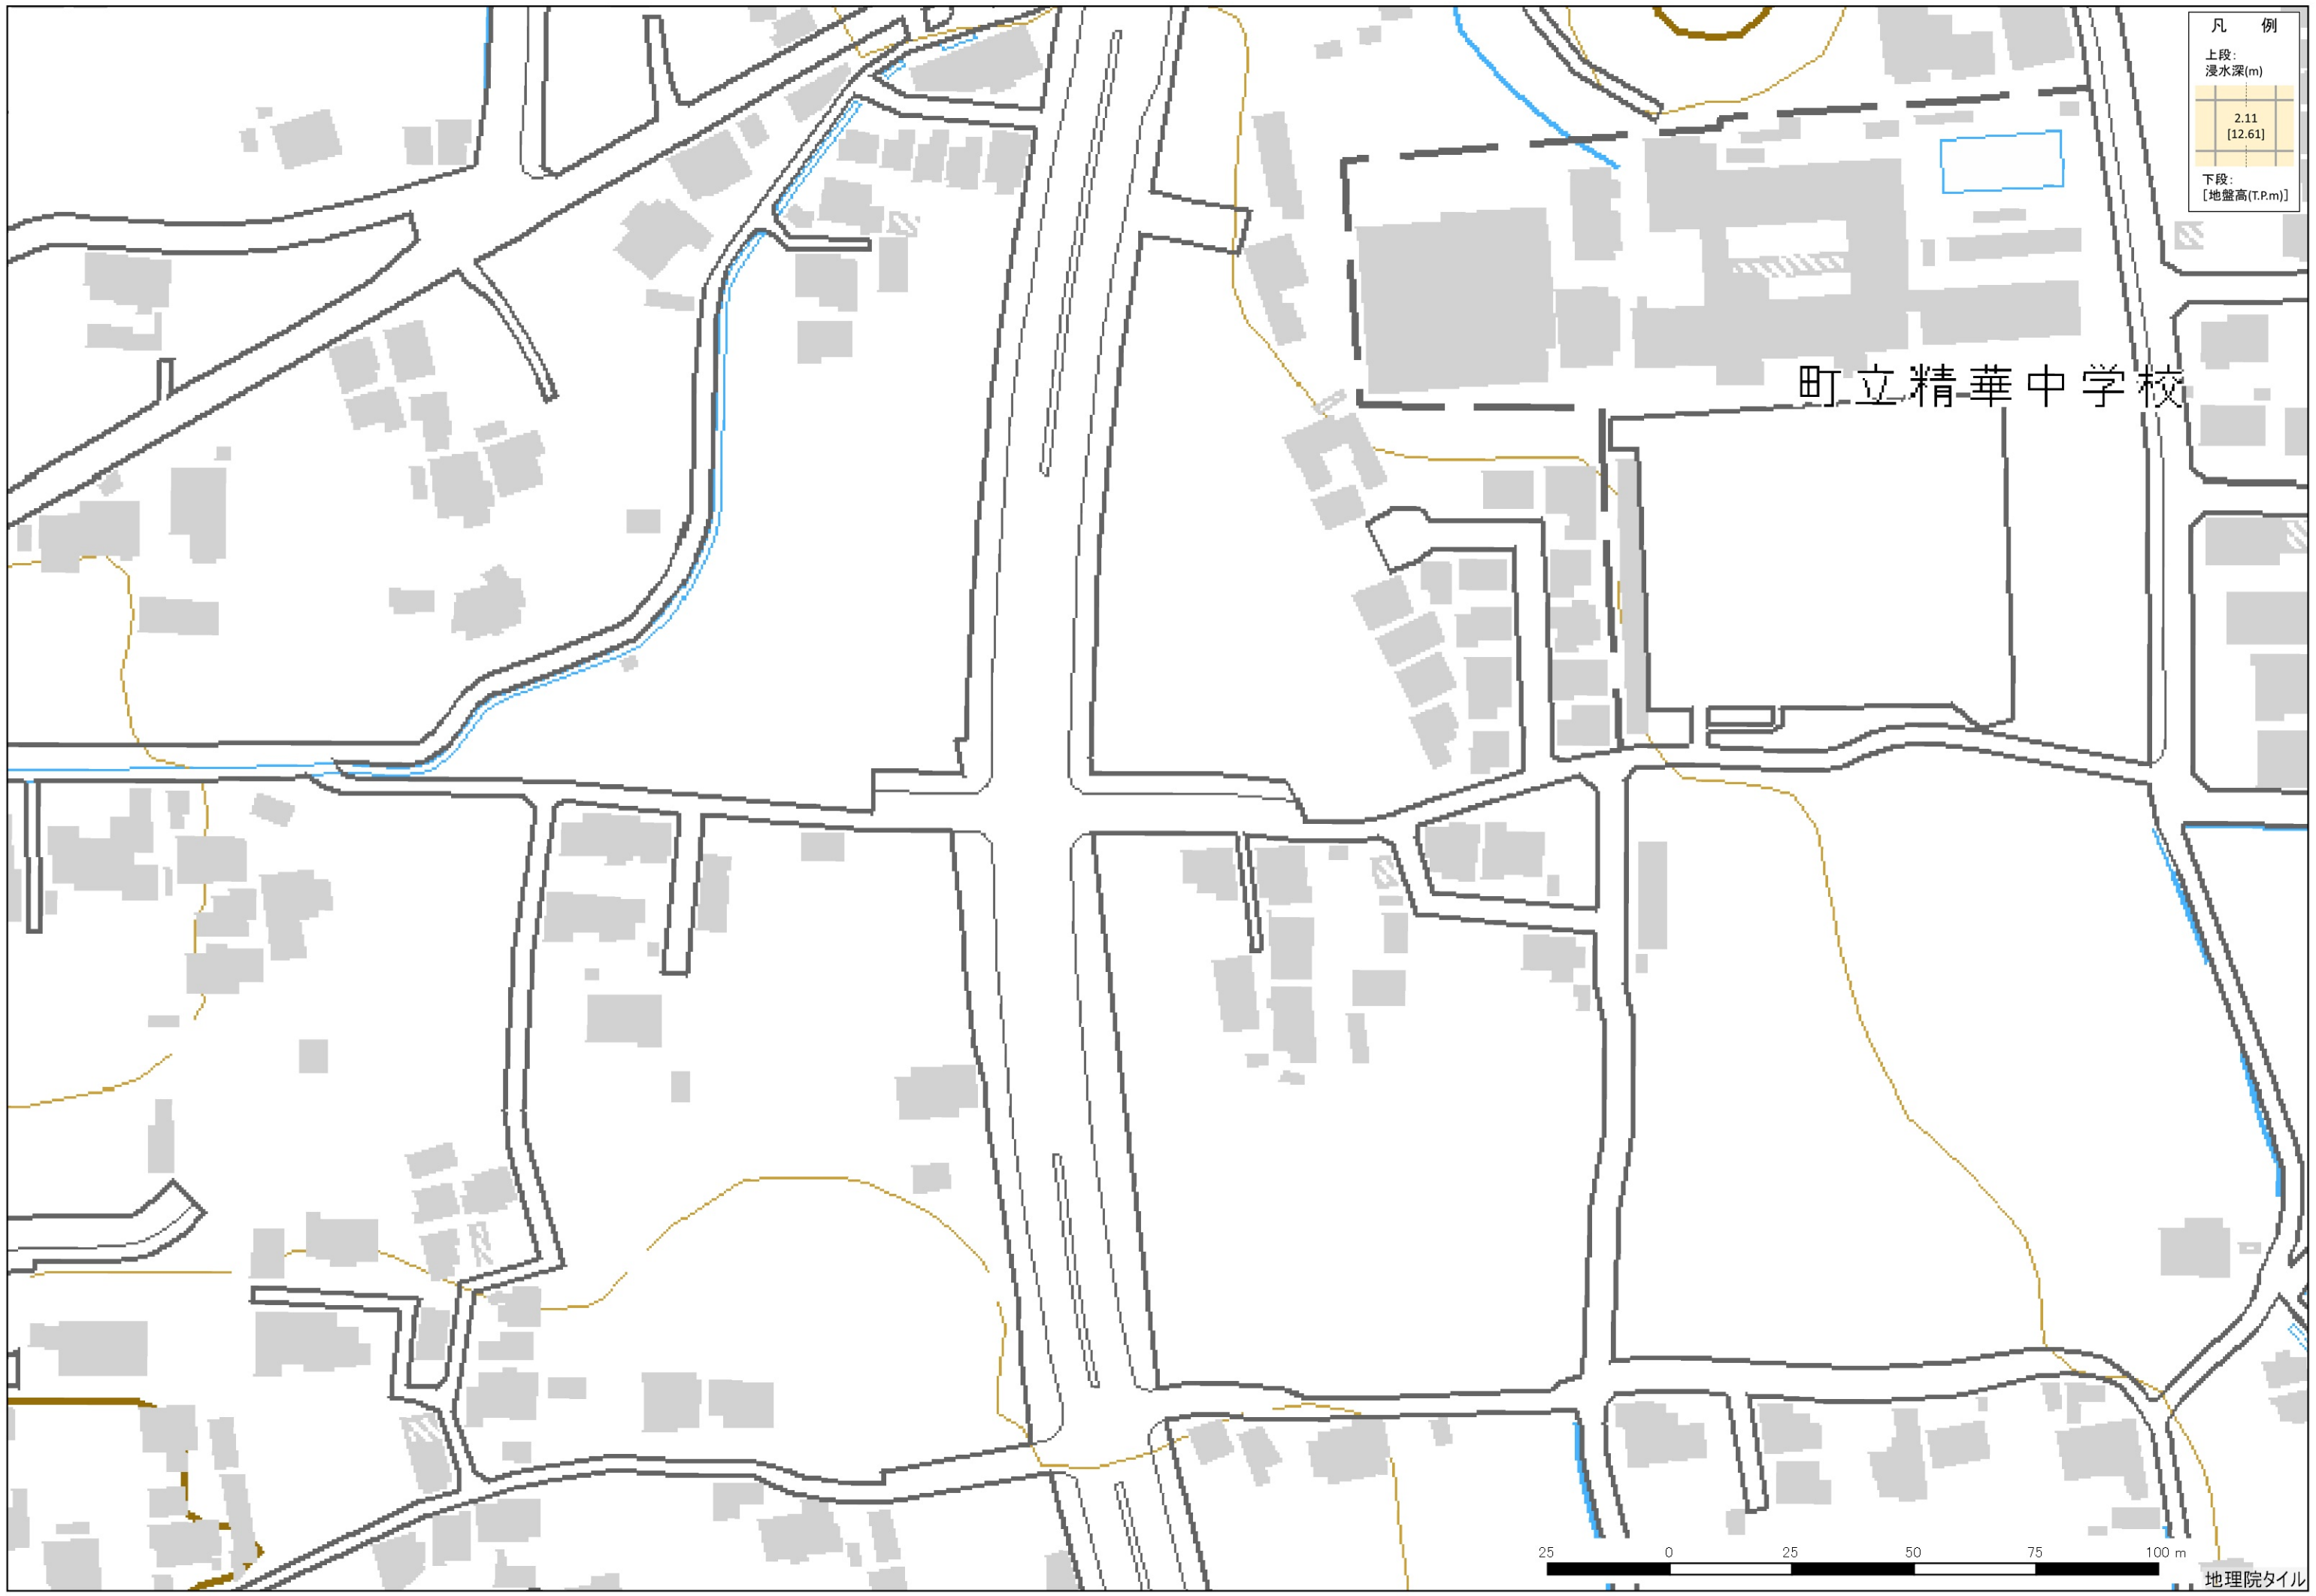 凡 例
上段：
浸水深(m)
2.11
[12.61]
下段：
[地盤高(T.P.m)]
町立精華中学校
25 0 25 50 75 100 m
地理院タイル